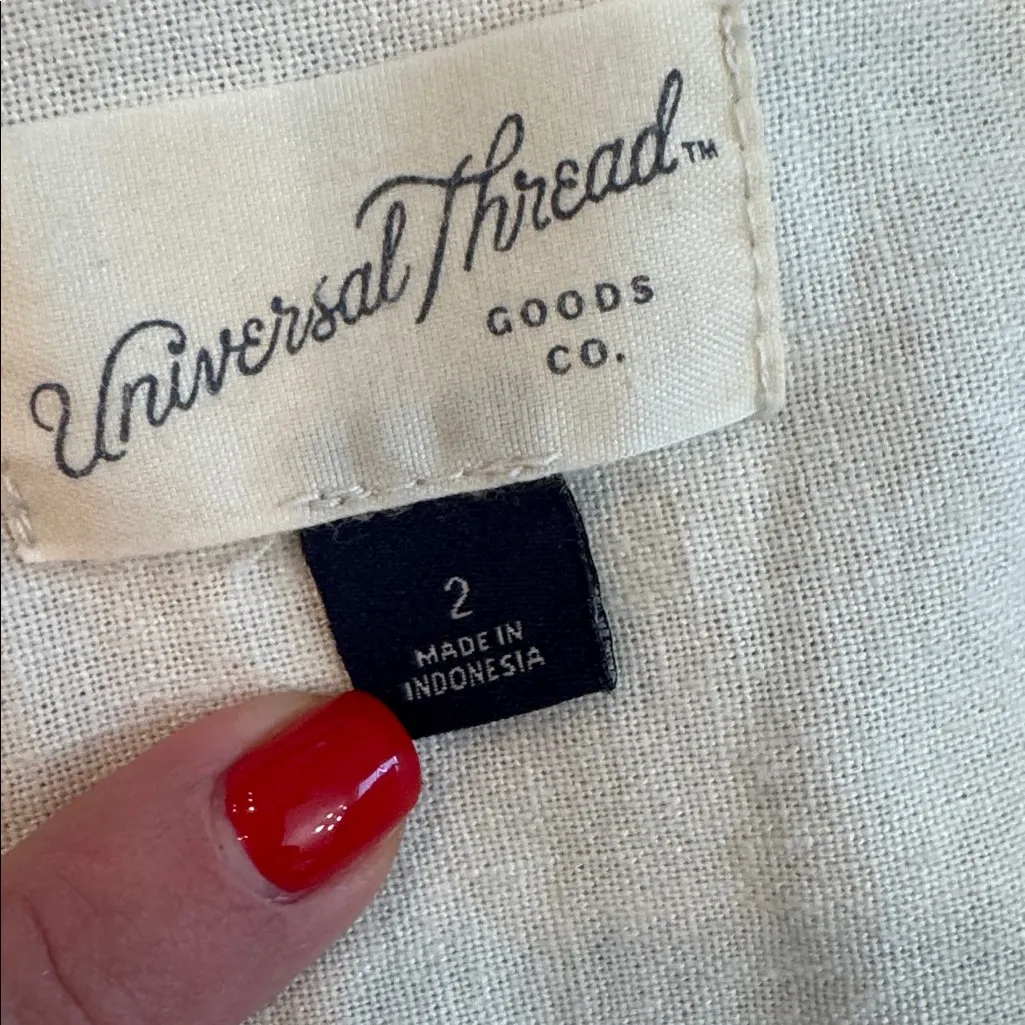 Universal Thread™
GOODS
CO.
2
MADE IN
INDONESIA